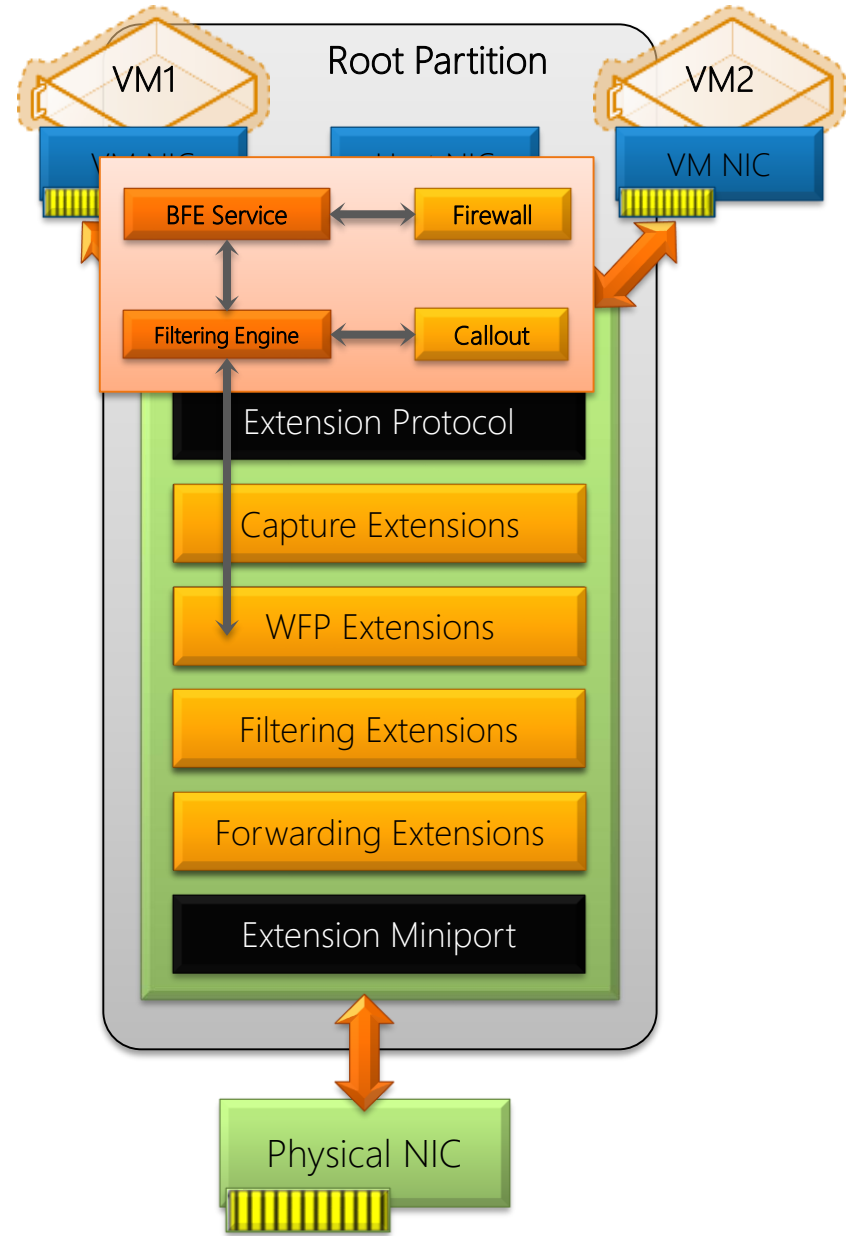 Root Partition
VM1
VM2
VM NIC
BFE Service
Firewall
Filtering Engine
Callout
Extension Protocol
Capture Extensions
WFP Extensions
Filtering Extensions
Forwarding Extensions
Extension Miniport
Physical NIC